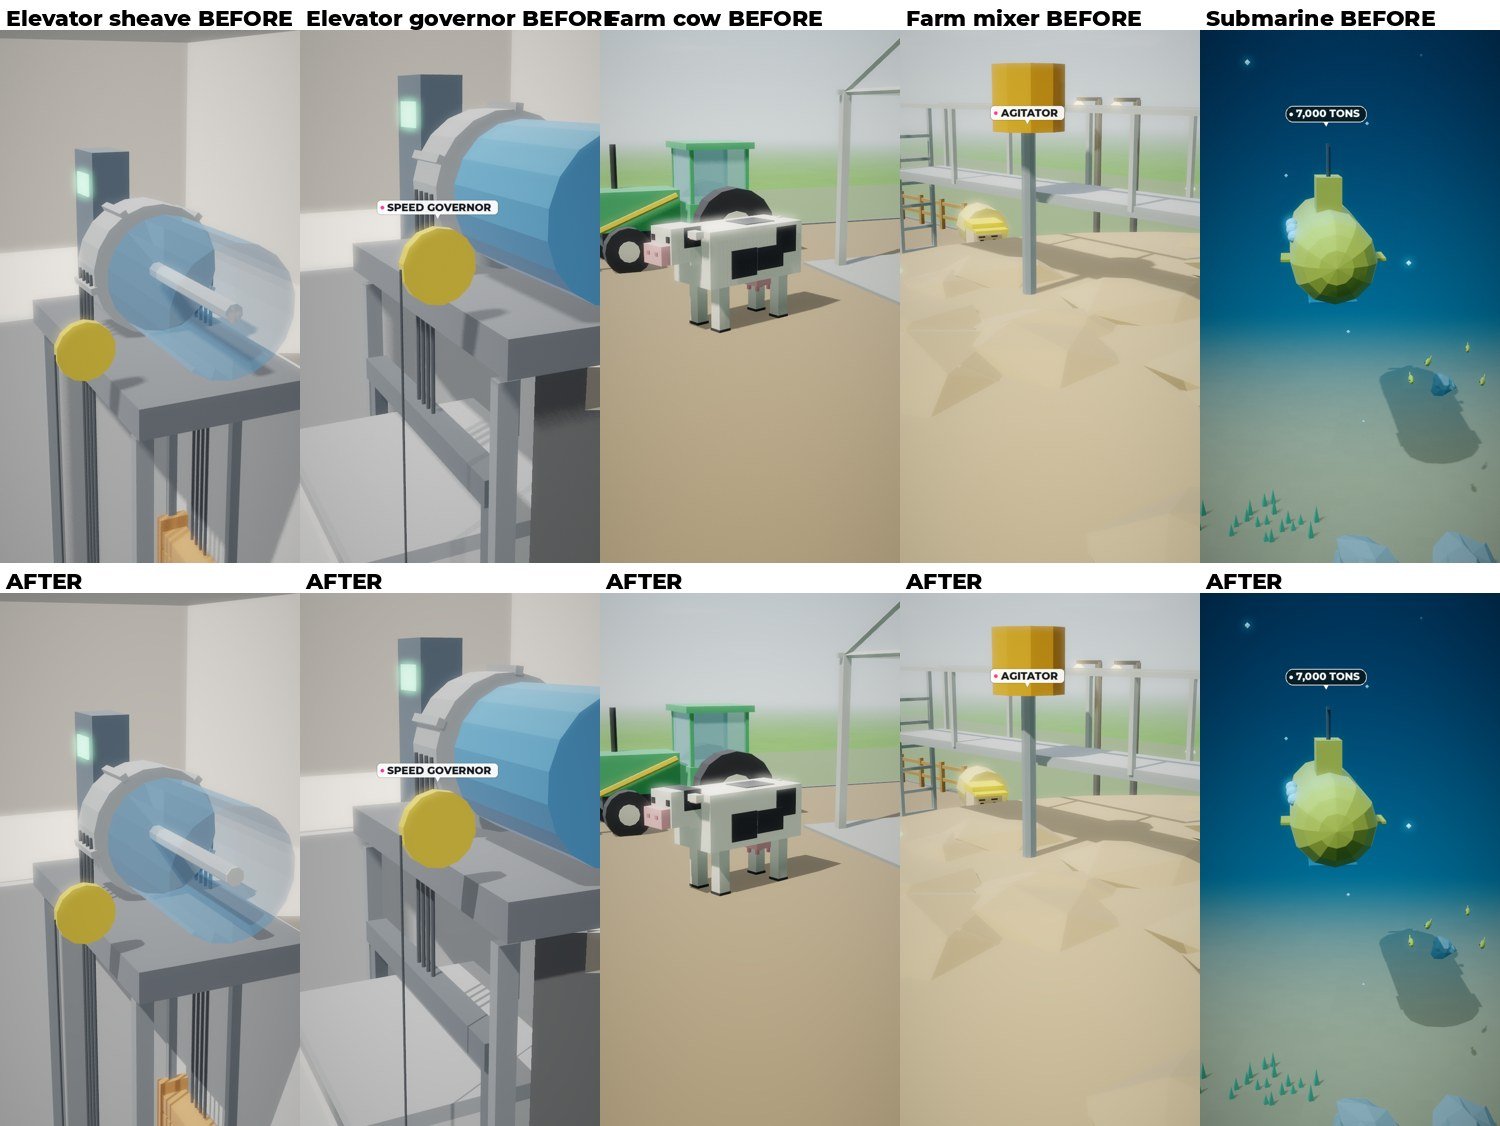 Elevator sheave BEFORE
Elevator governor BEFORE
Farm cow BEFORE
Farm mixer BEFORE
Submarine BEFORE
SPEED GOVERNOR
AGITATOR
7,000 TONS
AFTER
AFTER
AFTER
AFTER
AFTER
SPEED GOVERNOR
AGITATOR
7,000 TONS